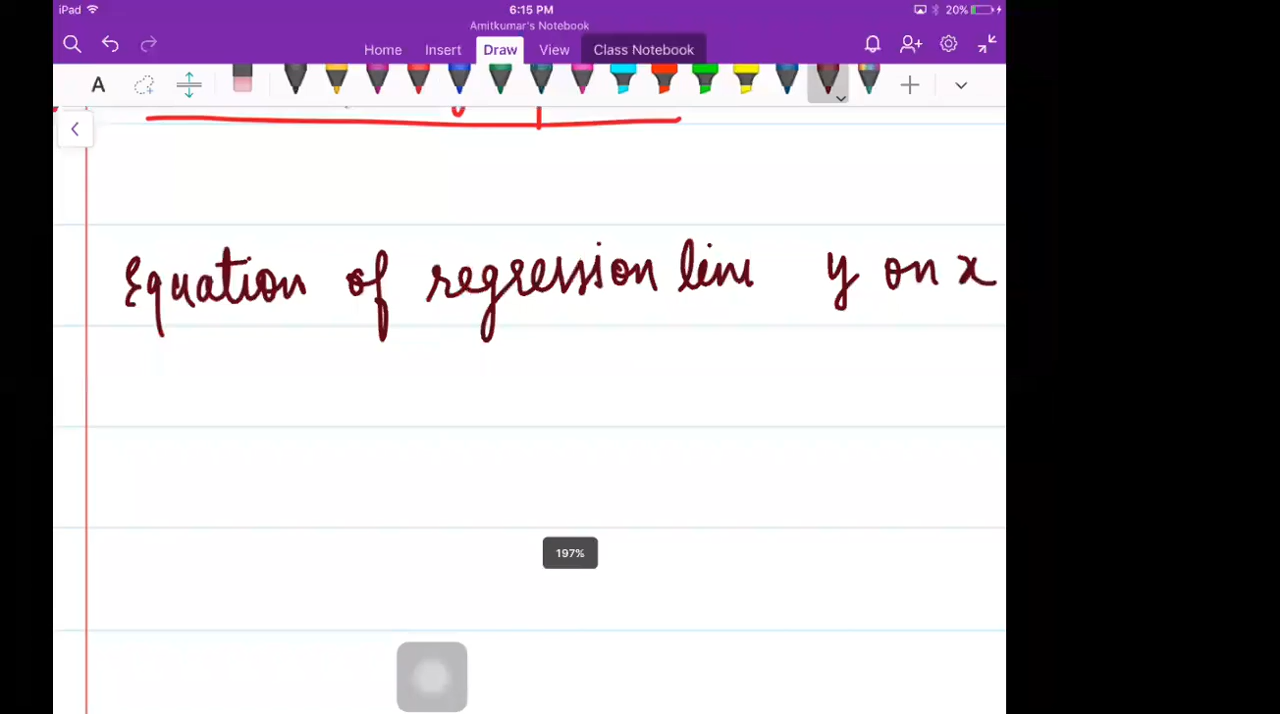 iPad 6:15 PM 20%
Amitkumar's Notebook
Home Insert Draw View Class Notebook
A
Equation of regression line y on x
197%